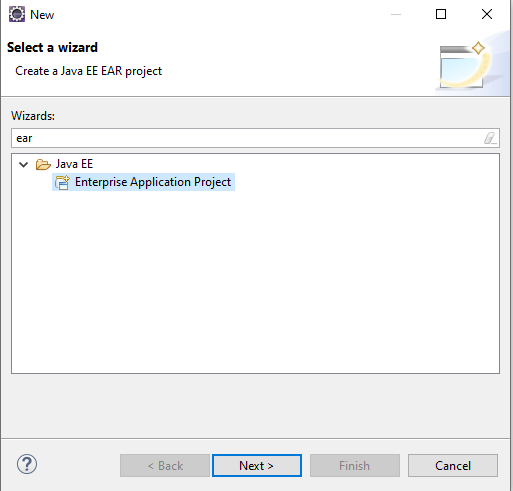 New
Select a wizard
Create a Java EE EAR project
Wizards:
ear
Java EE
Enterprise Application Project
?
< Back
Next >
Finish
Cancel